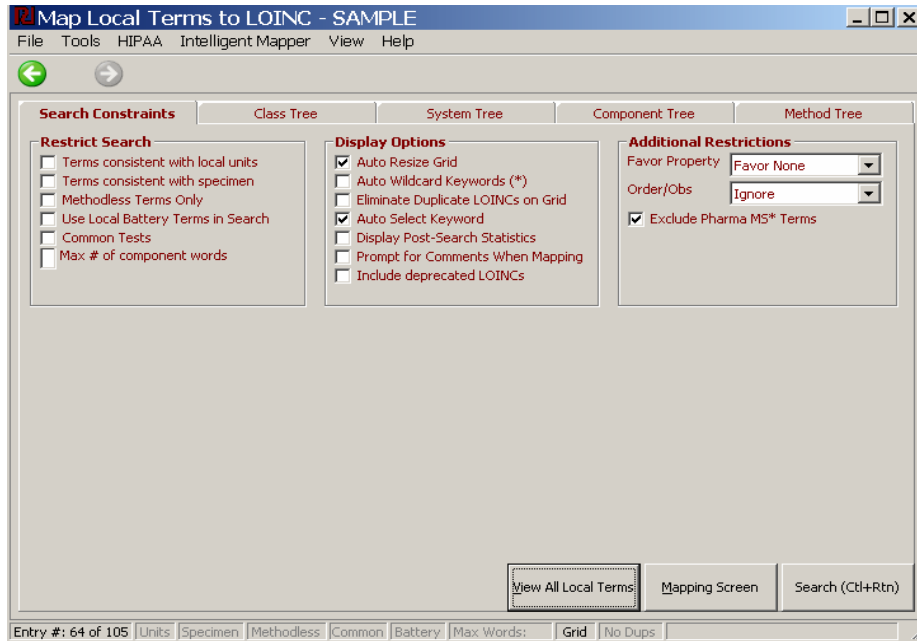 Map Local Terms to LOINC - SAMPLE
File Tools HIPAA Intelligent Mapper View Help
Search Constraints Class Tree System Tree Component Tree Method Tree
Restrict Search
Terms consistent with local units
Terms consistent with specimen
Methodless Terms Only
Use Local Battery Terms in Search
Common Tests
Max # of component words
Display Options
Auto Resize Grid
Auto Wildcard Keywords (*)
Eliminate Duplicate LOINCs on Grid
Auto Select Keyword
Display Post-Search Statistics
Prompt for Comments When Mapping
Include deprecated LOINCs
Additional Restrictions
Favor Property Favor None
Order/Obs Ignore
Exclude Pharma MS* Terms
View All Local Terms Mapping Screen Search (Ctl+Rtn)
Entry #: 64 of 105 Units Specimen Methodless Common Battery Max Words: Grid No Dups